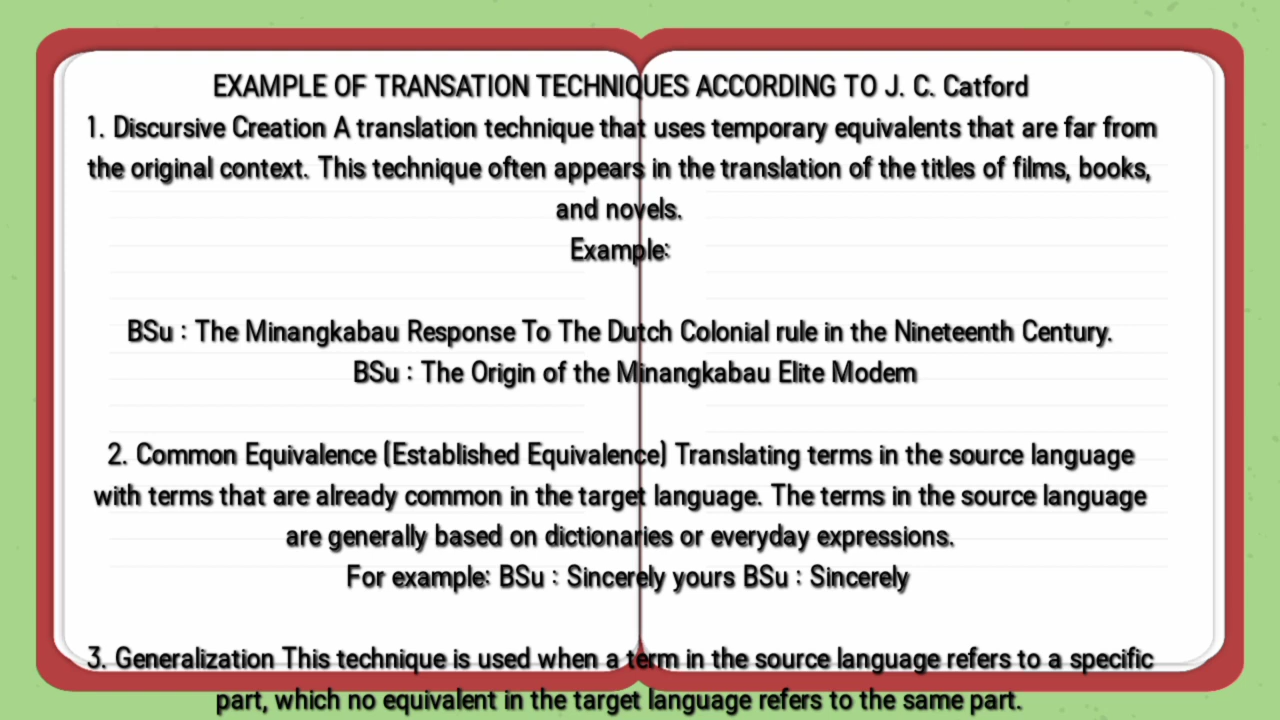 EXAMPLE OF TRANSATION TECHNIQUES ACCORDING TO J. C. Catford
1. Discursive Creation A translation technique that uses temporary equivalents that are far from
the original context. This technique often appears in the translation of the titles of films, books,
and novels.
Example:
BSu : The Minangkabau Response To The Dutch Colonial rule in the Nineteenth Century.
BSu : The Origin of the Minangkabau Elite Modem
2. Common Equivalence (Established Equivalence) Translating terms in the source language
with terms that are already common in the target language. The terms in the source language
are generally based on dictionaries or everyday expressions.
For example: BSu : Sincerely yours BSu : Sincerely
3. Generalization This technique is used when a term in the source language refers to a specific
part, which no equivalent in the target language refers to the same part.